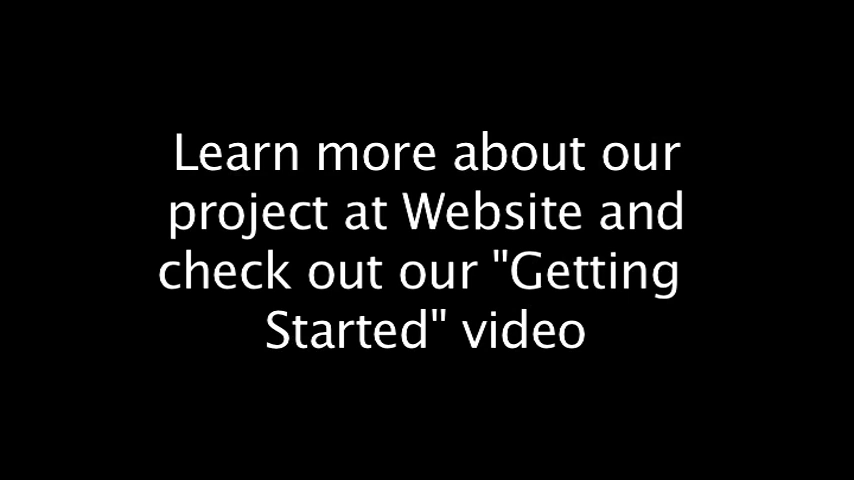 Learn more about our
project at Website and
check out our "Getting
Started" video